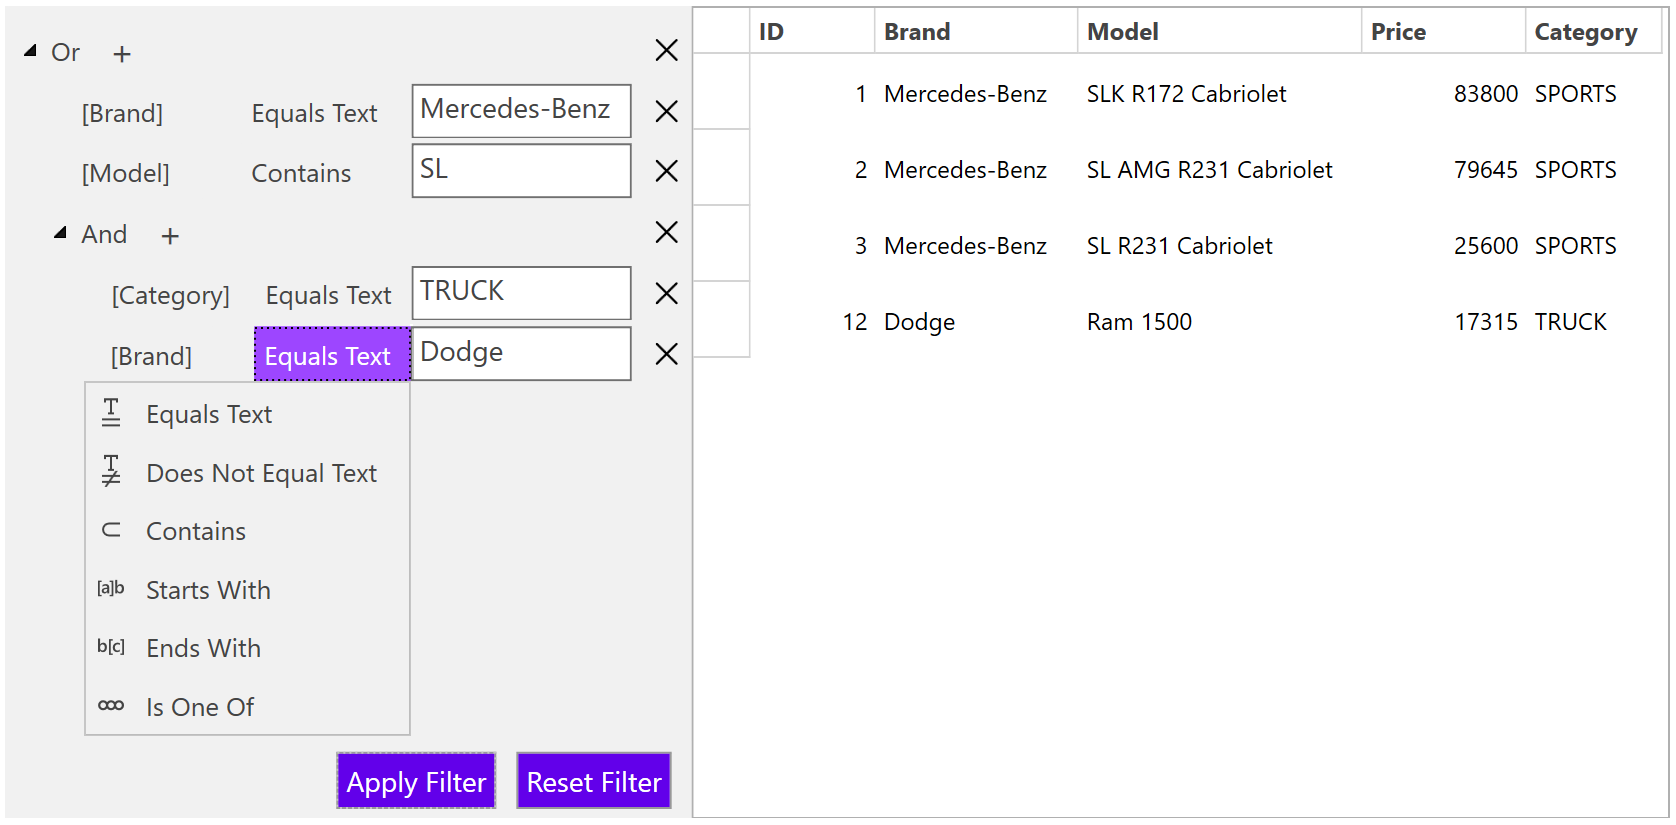 Or +
[Brand] Equals Text Mercedes-Benz
[Model] Contains SL
And +
[Category] Equals Text TRUCK
[Brand] Equals Text Dodge
T Equals Text
T Does Not Equal Text
Contains
[a]b Starts With
b[c] Ends With
Is One Of
Apply Filter Reset Filter
ID Brand Model Price Category
1 Mercedes-Benz SLK R172 Cabriolet 83800 SPORTS
2 Mercedes-Benz SL AMG R231 Cabriolet 79645 SPORTS
3 Mercedes-Benz SL R231 Cabriolet 25600 SPORTS
12 Dodge Ram 1500 17315 TRUCK